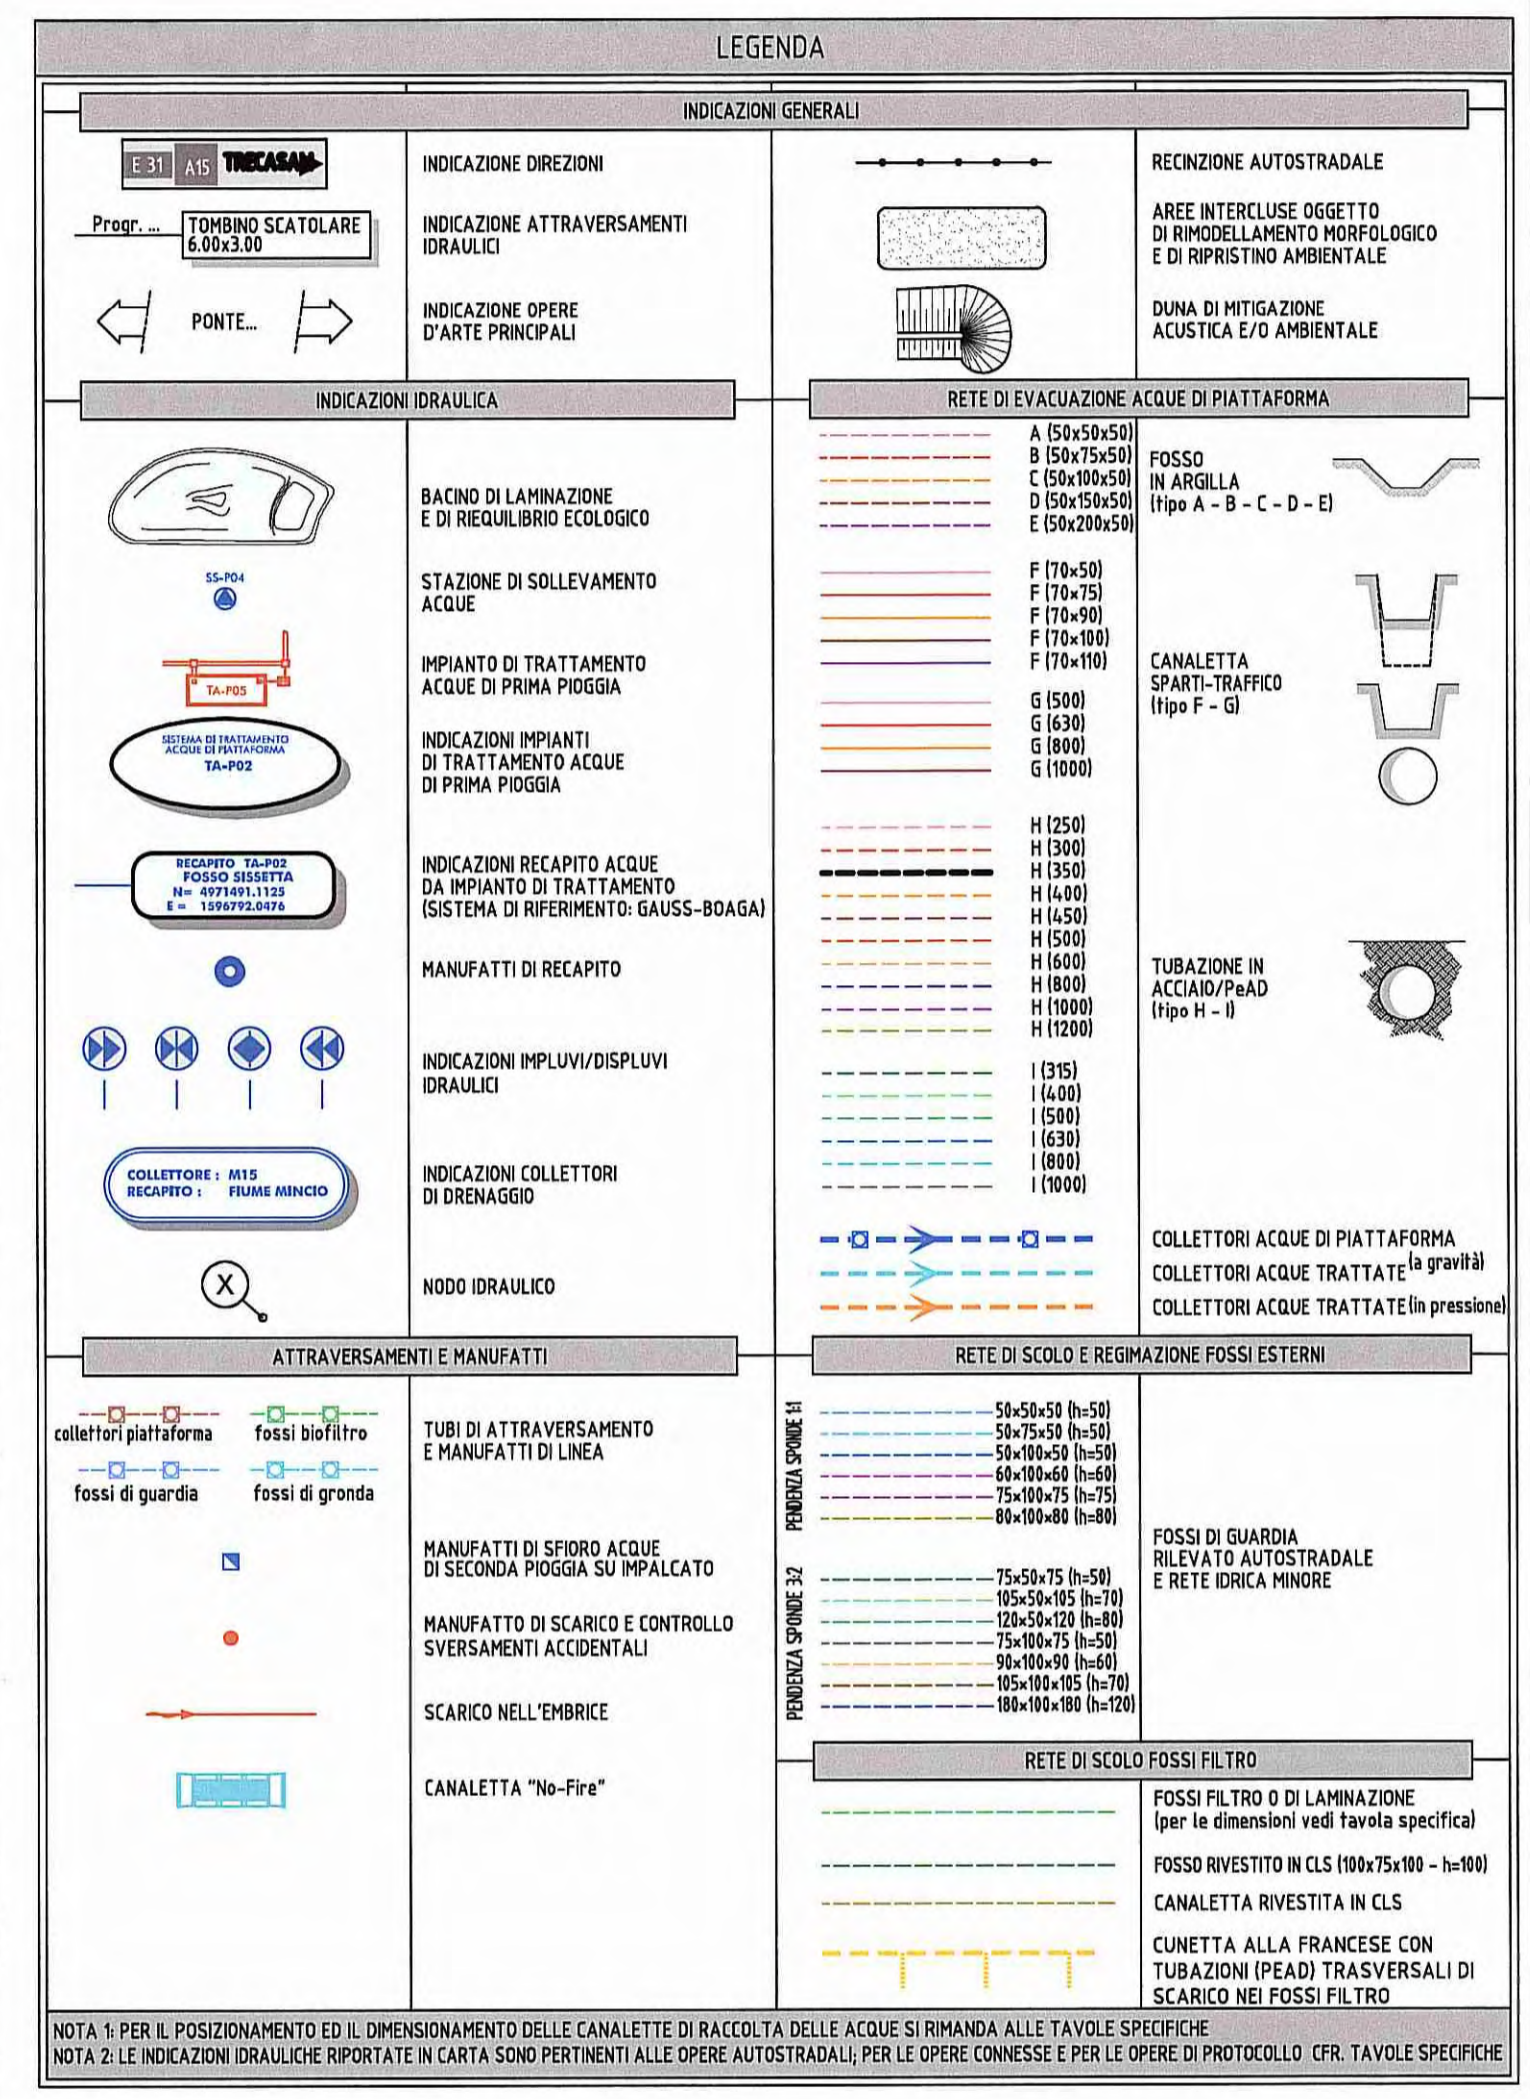 LEGENDA
INDICAZIONI GENERALI
E 31 A15
INDICAZIONE DIREZIONI
Progr. ...
TOMBINO SCATOLARE
6.00x3.00
INDICAZIONE ATTRAVERSAMENTI
IDRAULICI
PONTE...
INDICAZIONE OPERE
D'ARTE PRINCIPALI
RECINZIONE AUTOSTRADALE
AREE INTERCLUSE OGGETTO
DI RIMODELLAMENTO MORFOLOGICO
E DI RIPRISTINO AMBIENTALE
DUNA DI MITIGAZIONE
ACUSTICA E/O AMBIENTALE
INDICAZIONI IDRAULICA
BACINO DI LAMINAZIONE
E DI RIEQUILIBRIO ECOLOGICO
SS-P04
STAZIONE DI SOLLEVAMENTO
ACQUE
TA-P05
IMPIANTO DI TRATTAMENTO
ACQUE DI PRIMA PIOGGIA
SISTEMA DI TRATTAMENTO
ACQUE DI PIATTAFORMA
TA-P02
INDICAZIONI IMPIANTI
DI TRATTAMENTO ACQUE
DI PRIMA PIOGGIA
RECAPITO TA-P02
FOSSO SISSETTA
N= 4971491.1125
E = 1596792.0476
INDICAZIONI RECAPITO ACQUE
DA IMPIANTO DI TRATTAMENTO
(SISTEMA DI RIFERIMENTO: GAUSS-BOAGA)
MANUFATTI DI RECAPITO
INDICAZIONI IMPLUVI/DISPLUVI
IDRAULICI
COLLETTORE : M15
RECAPITO : FIUME MINCIO
INDICAZIONI COLLETTORI
DI DRENAGGIO
X
NODO IDRAULICO
RETE DI EVACUAZIONE ACQUE DI PIATTAFORMA
A (50x50x50)
B (50x75x50)
C (50x100x50)
D (50x150x50)
E (50x200x50)
FOSSO
IN ARGILLA
(tipo A - B - C - D - E)
F (70x50)
F (70x75)
F (70x90)
F (70x100)
F (70x110)
G (500)
G (630)
G (800)
G (1000)
CANALETTA
SPARTI-TRAFFICO
(tipo F - G)
H (250)
H (300)
H (350)
H (400)
H (450)
H (500)
H (600)
H (800)
H (1000)
H (1200)
I (315)
I (400)
I (500)
I (630)
I (800)
I (1000)
TUBAZIONE IN
ACCIAIO/PeAD
(tipo H - I)
COLLETTORI ACQUE DI PIATTAFORMA
COLLETTORI ACQUE TRATTATE (a gravità)
COLLETTORI ACQUE TRATTATE (in pressione)
ATTRAVERSAMENTI E MANUFATTI
collettori piattaforma
fossi biofiltro
fossi di guardia
fossi di gronda
TUBI DI ATTRAVERSAMENTO
E MANUFATTI DI LINEA
MANUFATTI DI SFIORO ACQUE
DI SECONDA PIOGGIA SU IMPALCATO
MANUFATTO DI SCARICO E CONTROLLO
SVERSAMENTI ACCIDENTALI
SCARICO NELL'EMBRICE
CANALETTA "No-Fire"
RETE DI SCOLO E REGIMAZIONE FOSSI ESTERNI
PENDENZA SPONDE 1:1
50x50x50 (h=50)
50x75x50 (h=50)
50x100x50 (h=50)
60x100x60 (h=60)
75x100x75 (h=75)
80x100x80 (h=80)
PENDENZA SPONDE 3:2
75x50x75 (h=50)
105x50x105 (h=70)
120x50x120 (h=80)
75x100x75 (h=50)
90x100x90 (h=60)
105x100x105 (h=70)
180x100x180 (h=120)
FOSSI DI GUARDIA
RILEVATO AUTOSTRADALE
E RETE IDRICA MINORE
RETE DI SCOLO FOSSI FILTRO
FOSSI FILTRO O DI LAMINAZIONE
(per le dimensioni vedi tavola specifica)
FOSSO RIVESTITO IN CLS (100x75x100 - h=100)
CANALETTA RIVESTITA IN CLS
CUNETTA ALLA FRANCESE CON
TUBAZIONI (PEAD) TRASVERSALI DI
SCARICO NEI FOSSI FILTRO
NOTA 1: PER IL POSIZIONAMENTO ED IL DIMENSIONAMENTO DELLE CANALETTE DI RACCOLTA DELLE ACQUE SI RIMANDA ALLE TAVOLE SPECIFICHE
NOTA 2: LE INDICAZIONI IDRAULICHE RIPORTATE IN CARTA SONO PERTINENTI ALLE OPERE AUTOSTRADALI; PER LE OPERE CONNESSE E PER LE OPERE DI PROTOCOLLO CFR. TAVOLE SPECIFICHE